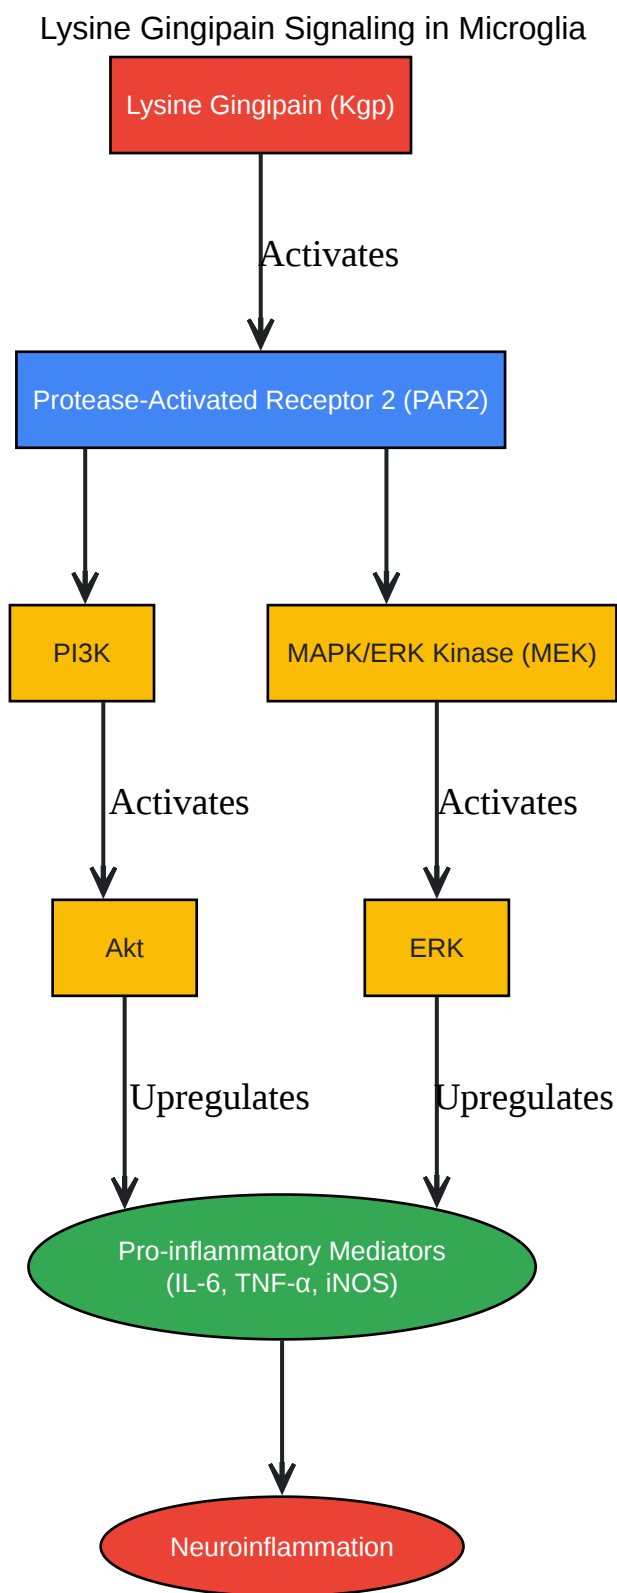 Lysine Gingipain Signaling in Microglia
Lysine Gingipain (Kgp)
Activates
Protease-Activated Receptor 2 (PAR2)
PI3K
MAPK/ERK Kinase (MEK)
Activates
Activates
Akt
ERK
Upregulates
Upregulates
Pro-inflammatory Mediators
(IL-6, TNF-α, iNOS)
Neuroinflammation